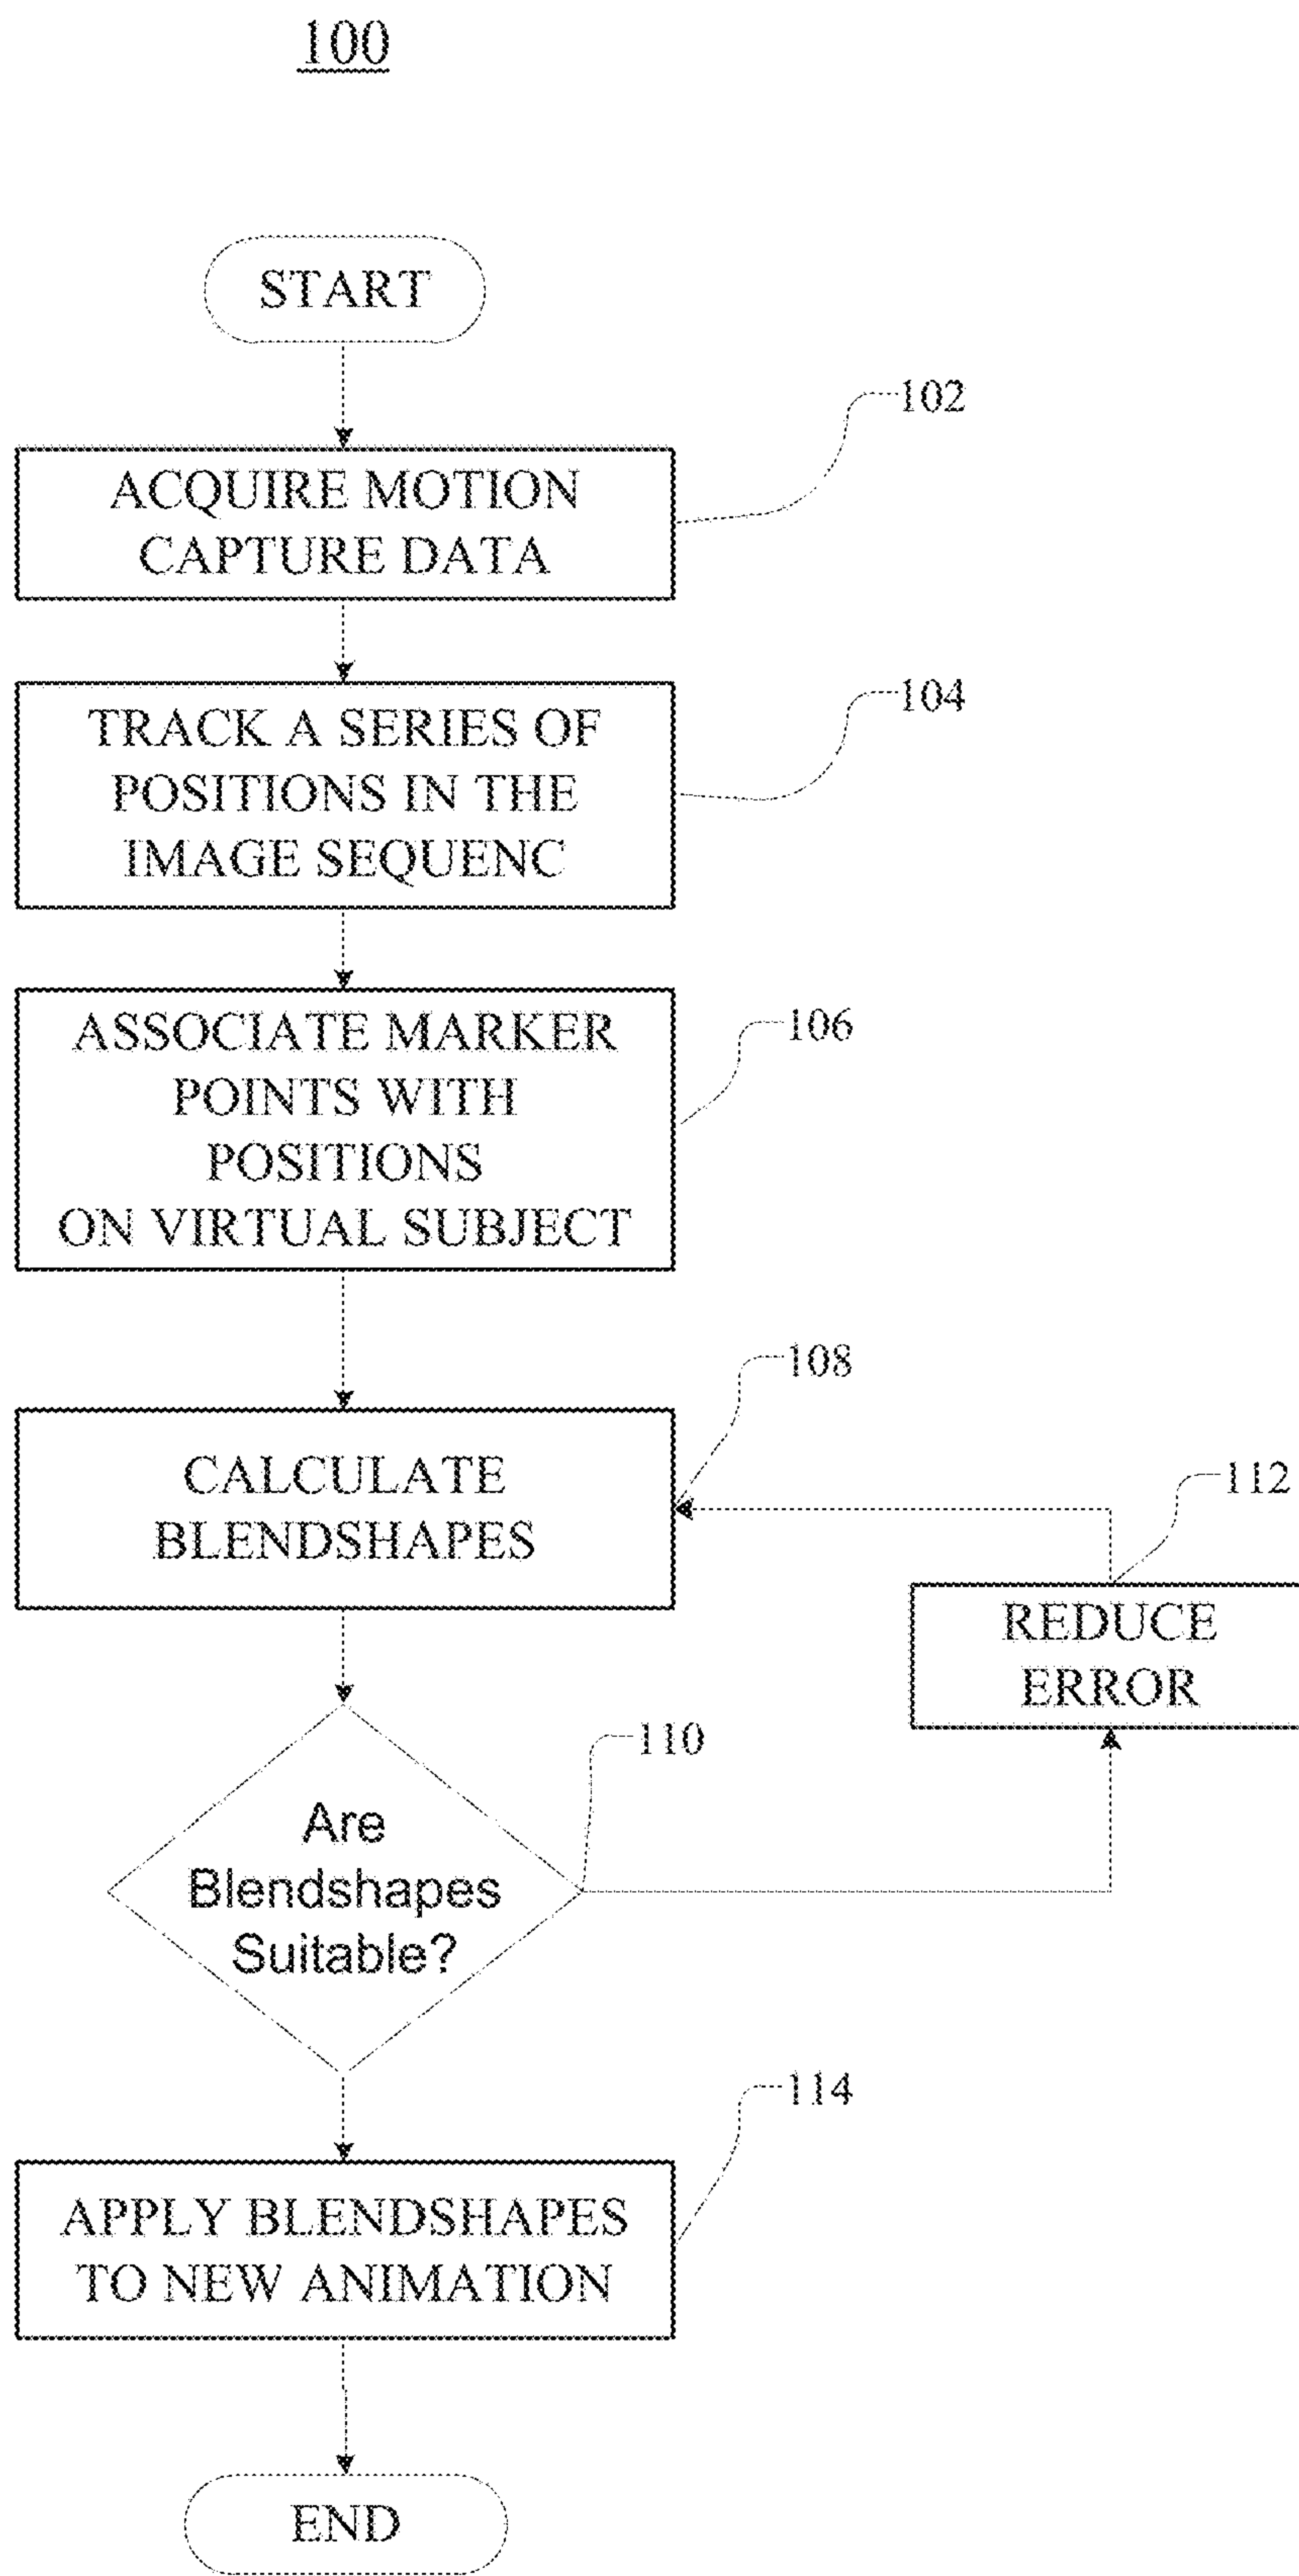 100
START
102
ACQUIRE MOTION
CAPTURE DATA
104
TRACK A SERIES OF
POSITIONS IN THE
IMAGE SEQUENC
106
ASSOCIATE MARKER
POINTS WITH
POSITIONS
ON VIRTUAL SUBJECT
108
CALCULATE
BLENDSHAPES
112
REDUCE
ERROR
110
Are
Blendshapes
Suitable?
114
APPLY BLENDSHAPES
TO NEW ANIMATION
END